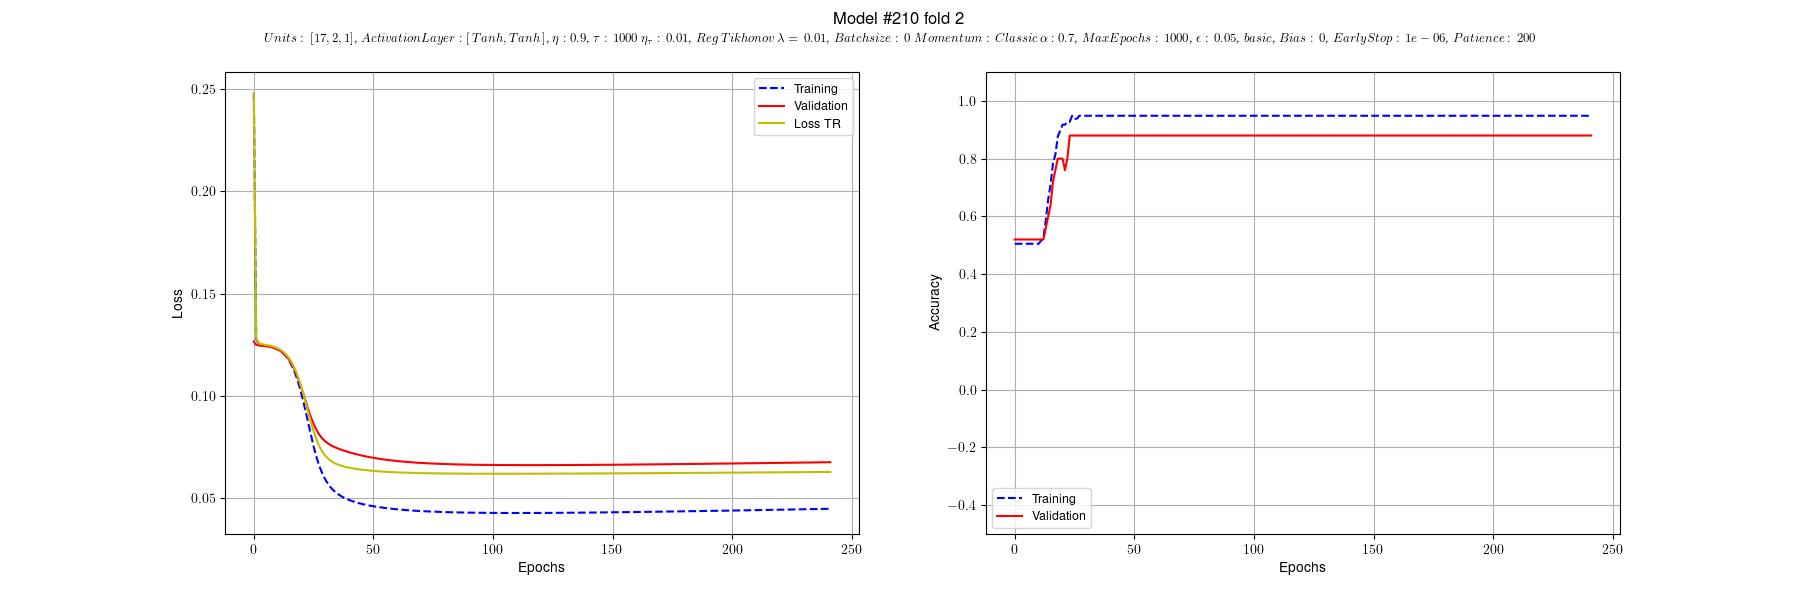 Model #210 fold 2
Units : [17, 2, 1], ActivationLayer : [Tanh, Tanh], η : 0.9, τ : 1000 η_τ : 0.01, Reg Tikhonov λ = 0.01, Batchsize : 0 Momentum : Classic α : 0.7, MaxEpochs : 1000, ϵ : 0.05, basic, Bias : 0, EarlyStop : 1e − 06, Patience : 200
Loss
0.25
0.20
0.15
0.10
0.05
0 50 100 150 200 250
Epochs
Training
Validation
Loss TR
Accuracy
1.0
0.8
0.6
0.4
0.2
0.0
−0.2
−0.4
0 50 100 150 200 250
Epochs
Training
Validation